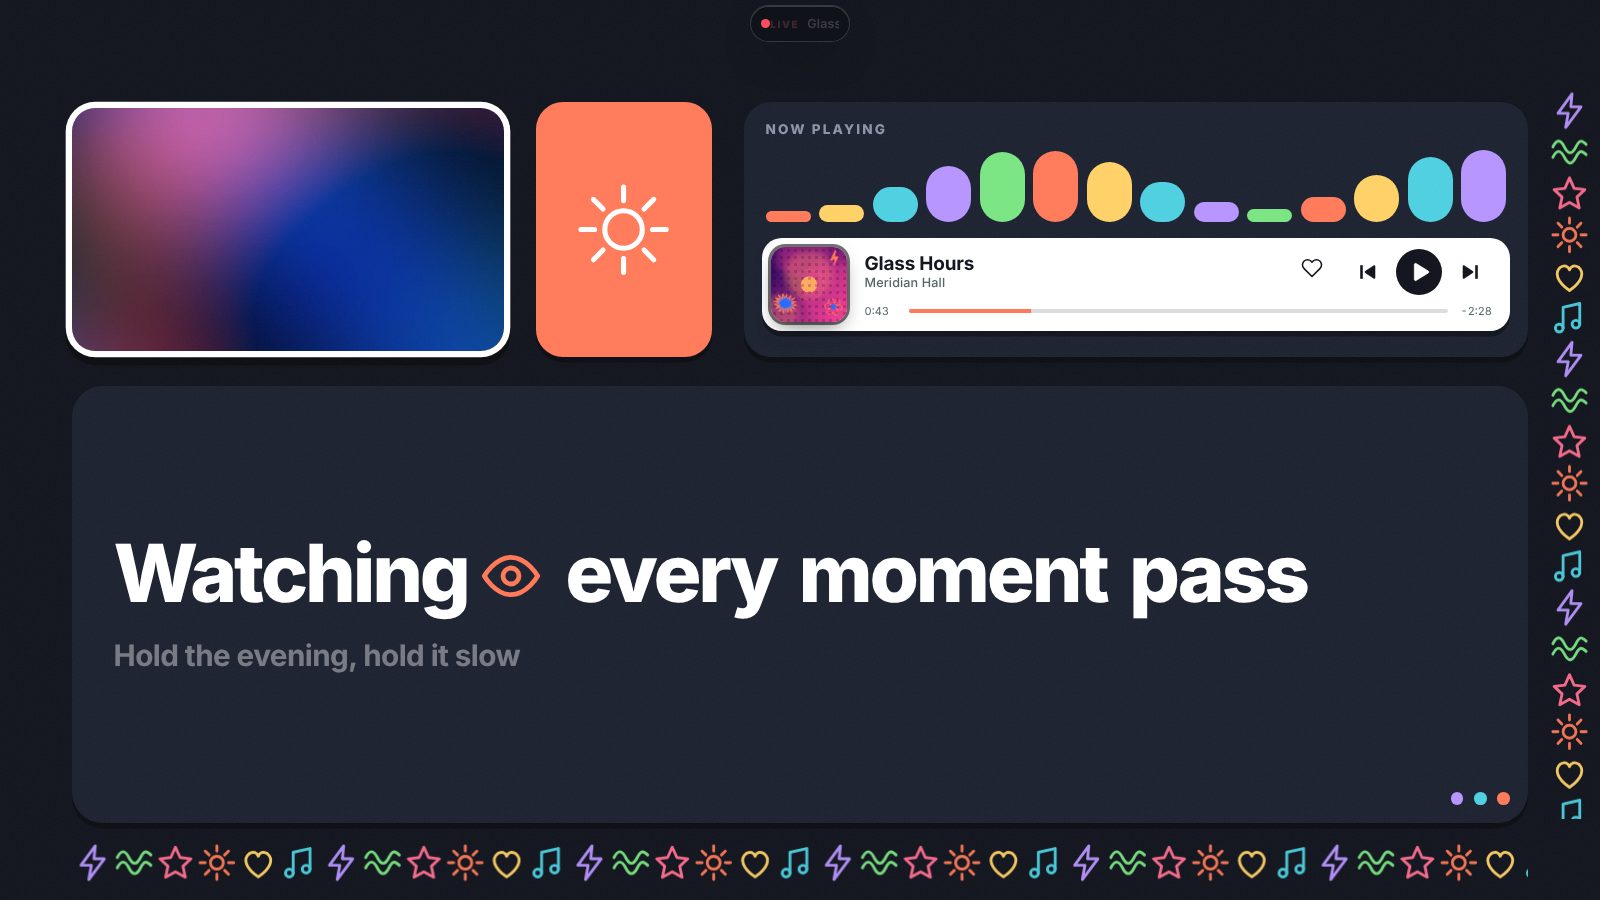 LIVE Glass
NOW PLAYING
Glass Hours
Meridian Hall
0:43
-2:28
Watching every moment pass
Hold the evening, hold it slow